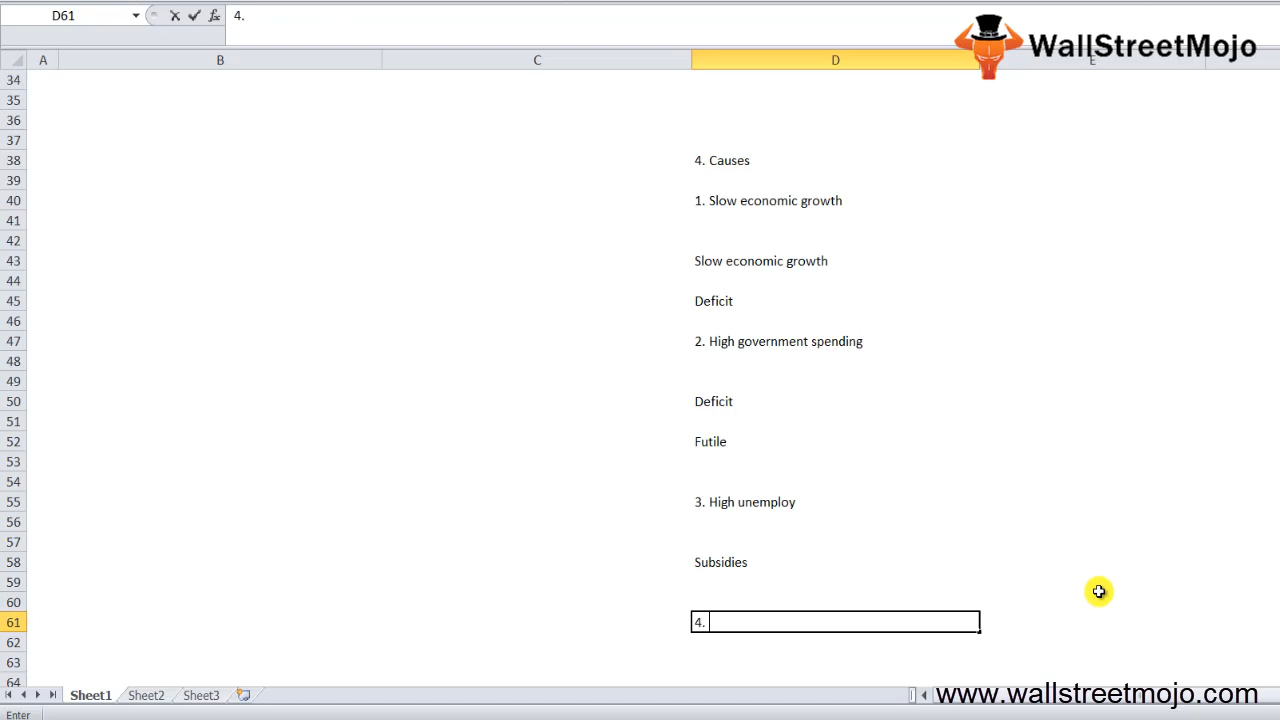 D61
4.
WallStreetMojo
A B C D E
34
35
36
37
38 4. Causes
39
40 1. Slow economic growth
41
42
43 Slow economic growth
44
45 Deficit
46
47 2. High government spending
48
49
50 Deficit
51
52 Futile
53
54
55 3. High unemploy
56
57
58 Subsidies
59
60
61 4.
62
63
64
Sheet1 Sheet2 Sheet3
www.wallstreetmojo.com
Enter